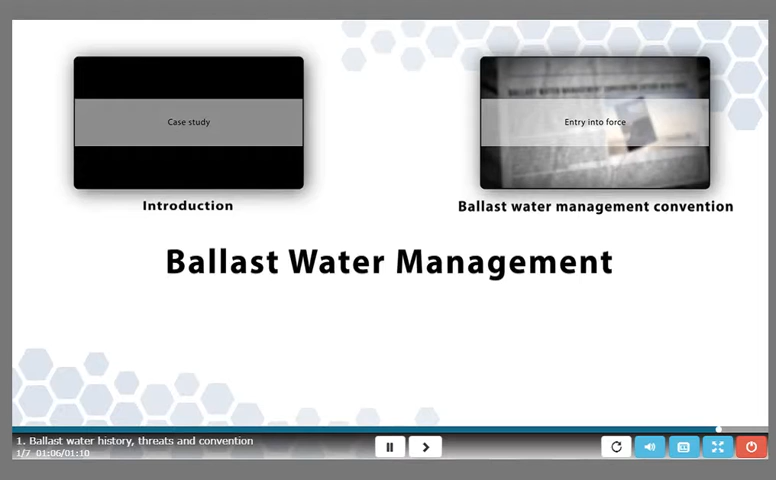 Case study
Entry into force
Introduction
Ballast water management convention
Ballast Water Management
1. Ballast water history, threats and convention
1/7 01:06/01:10